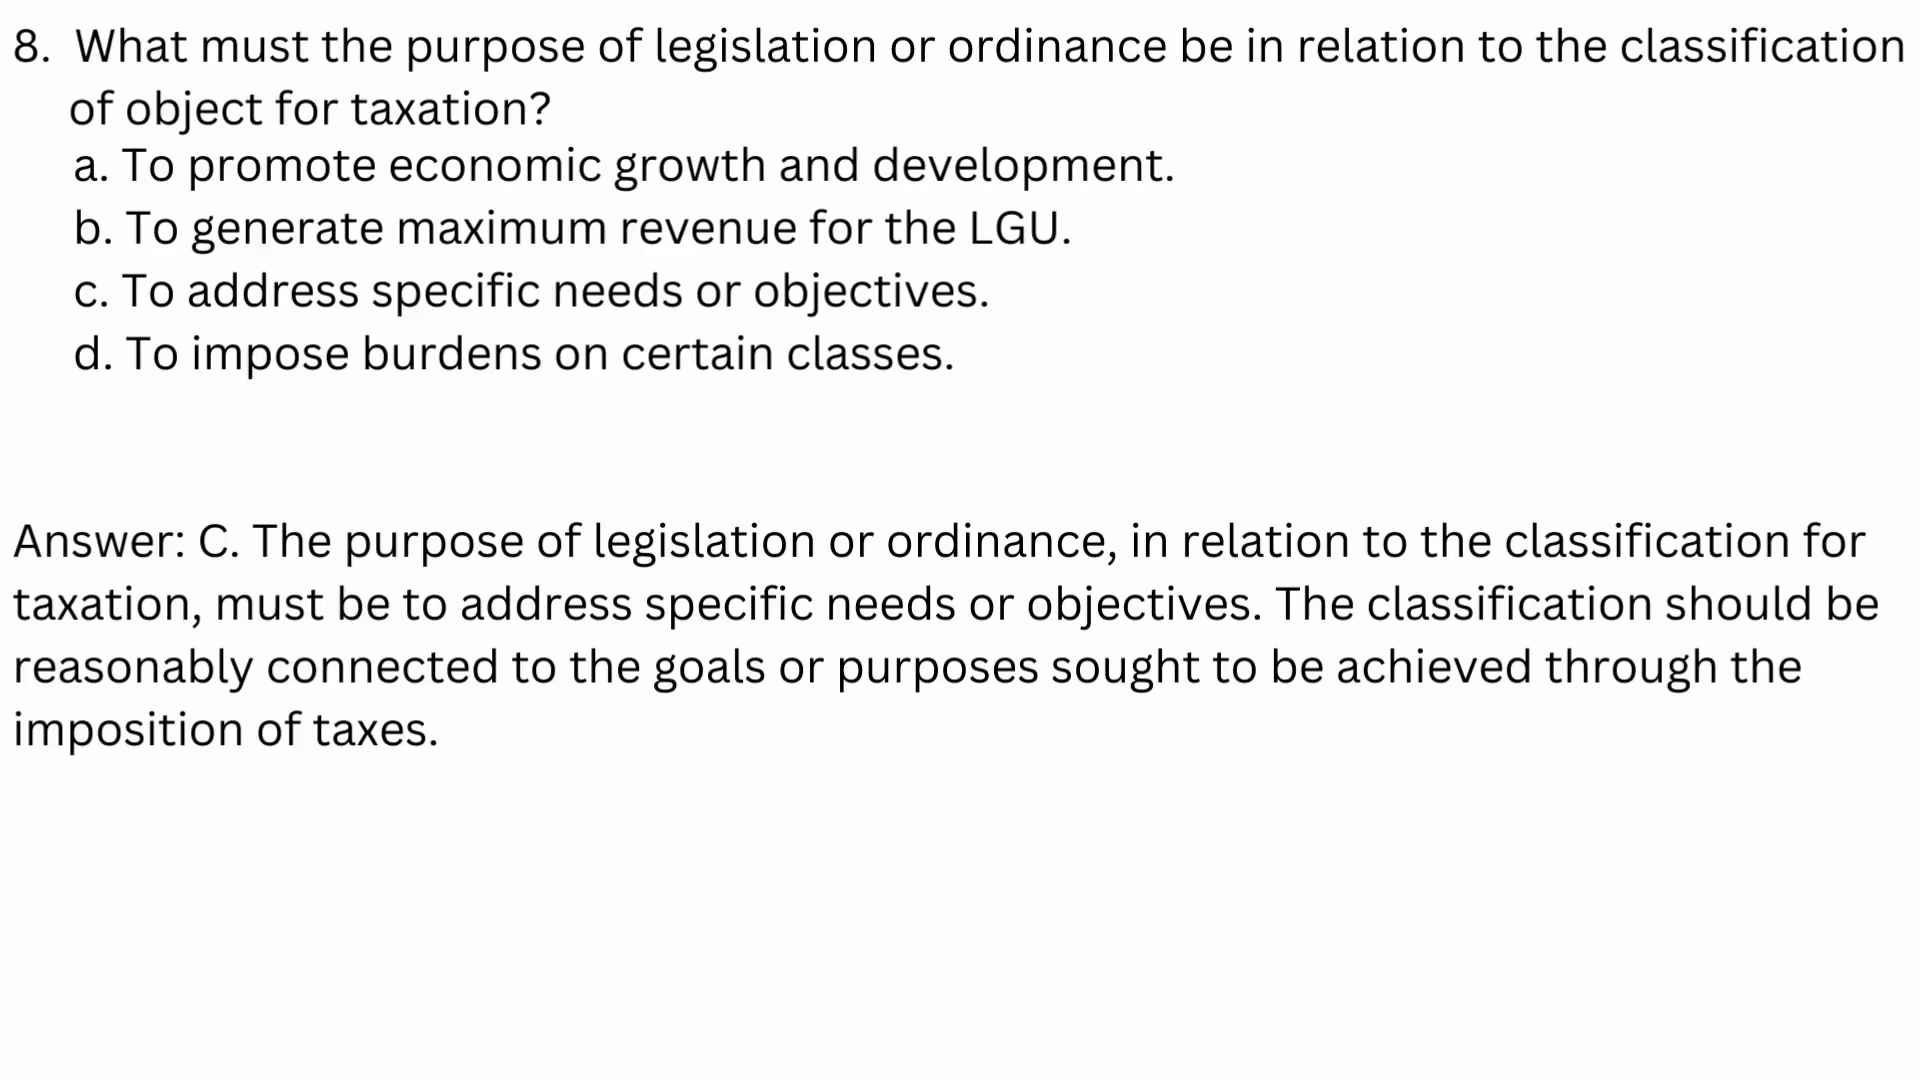 8. What must the purpose of legislation or ordinance be in relation to the classification
of object for taxation?
a. To promote economic growth and development.
b. To generate maximum revenue for the LGU.
c. To address specific needs or objectives.
d. To impose burdens on certain classes.
Answer: C. The purpose of legislation or ordinance, in relation to the classification for
taxation, must be to address specific needs or objectives. The classification should be
reasonably connected to the goals or purposes sought to be achieved through the
imposition of taxes.